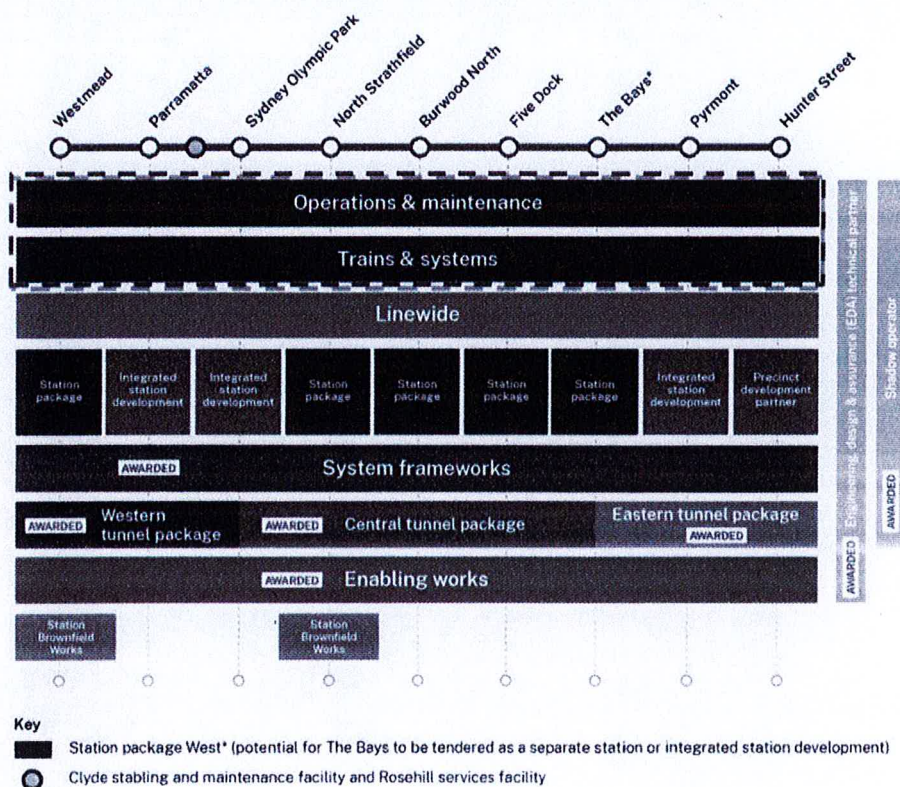 Westmead
Parramatta
Sydney Olympic Park
North Strathfield
Burwood North
Five Dock
The Bays*
Pyrmont
Hunter Street
Operations & maintenance
Trains & systems
Linewide
Station
package
Integrated
station
development
Integrated
station
development
Station
package
Station
package
Station
package
Station
package
Integrated
station
development
Precinct
development
partner
AWARDED System frameworks
AWARDED Western
tunnel package
AWARDED Central tunnel package
Eastern tunnel package
AWARDED
AWARDED Enabling works
Station
Brownfield
Works
Station
Brownfield
Works
AWARDED Engineering, design & assurance (EDA) technical partner
AWARDED Shadow operator
Key
Station package West* (potential for The Bays to be tendered as a separate station or integrated station development)
Clyde stabling and maintenance facility and Rosehill services facility